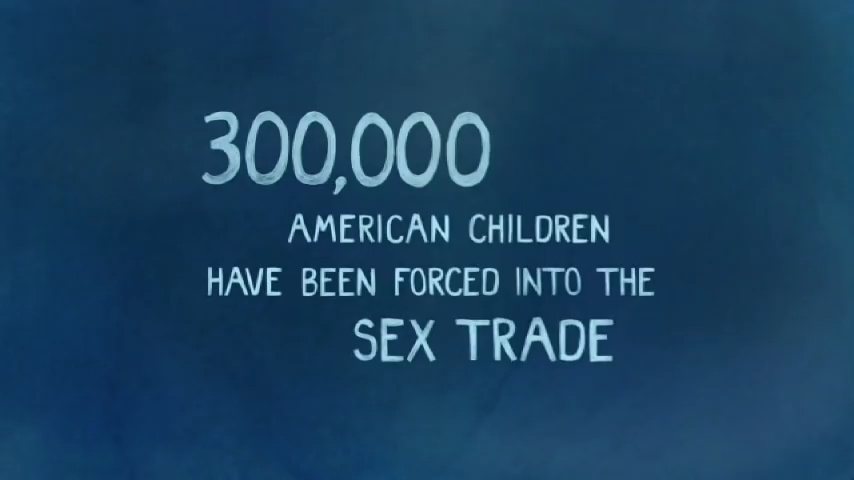 300,000
AMERICAN CHILDREN
HAVE BEEN FORCED INTO THE
SEX TRADE